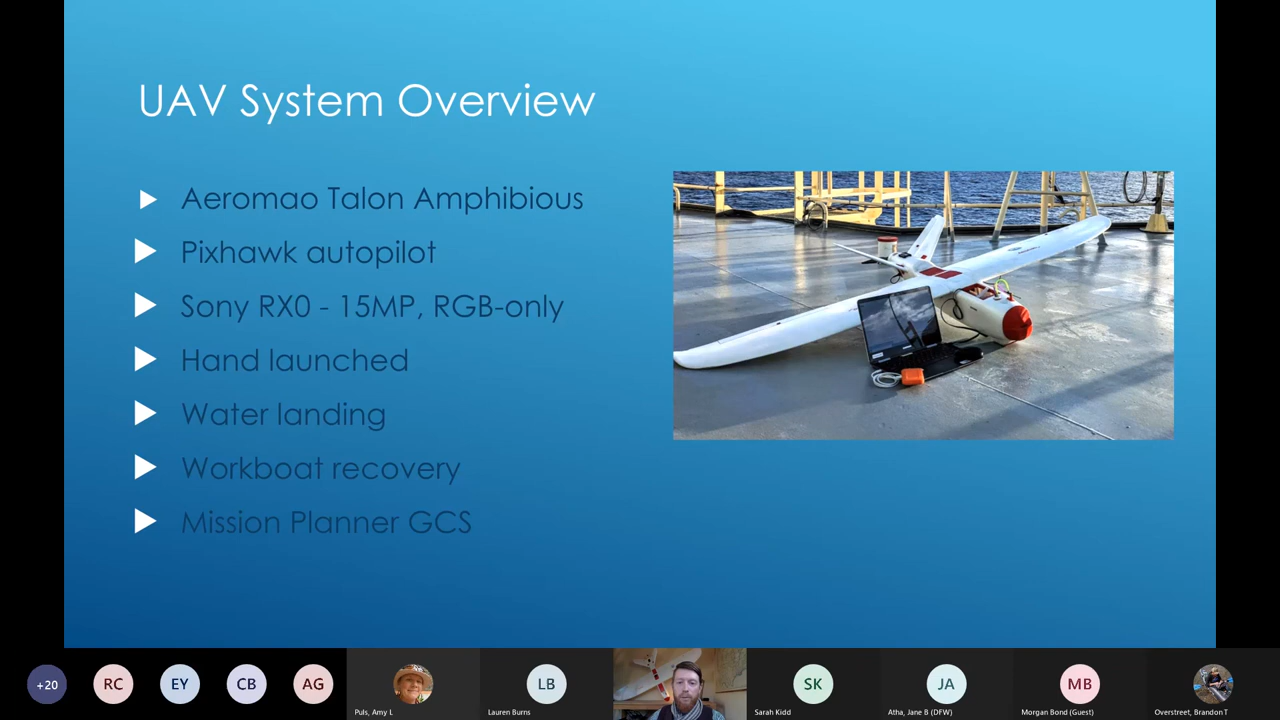 UAV System Overview
Aeromao Talon Amphibious
Pixhawk autopilot
Sony RX0 - 15MP, RGB-only
Hand launched
Water landing
Workboat recovery
Mission Planner GCS
+20
RC
EY
CB
AG
Puls, Amy L
LB
Lauren Burns
SK
Sarah Kidd
JA
Atha, Jane B (DFW)
MB
Morgan Bond (Guest)
Overstreet, Brandon T